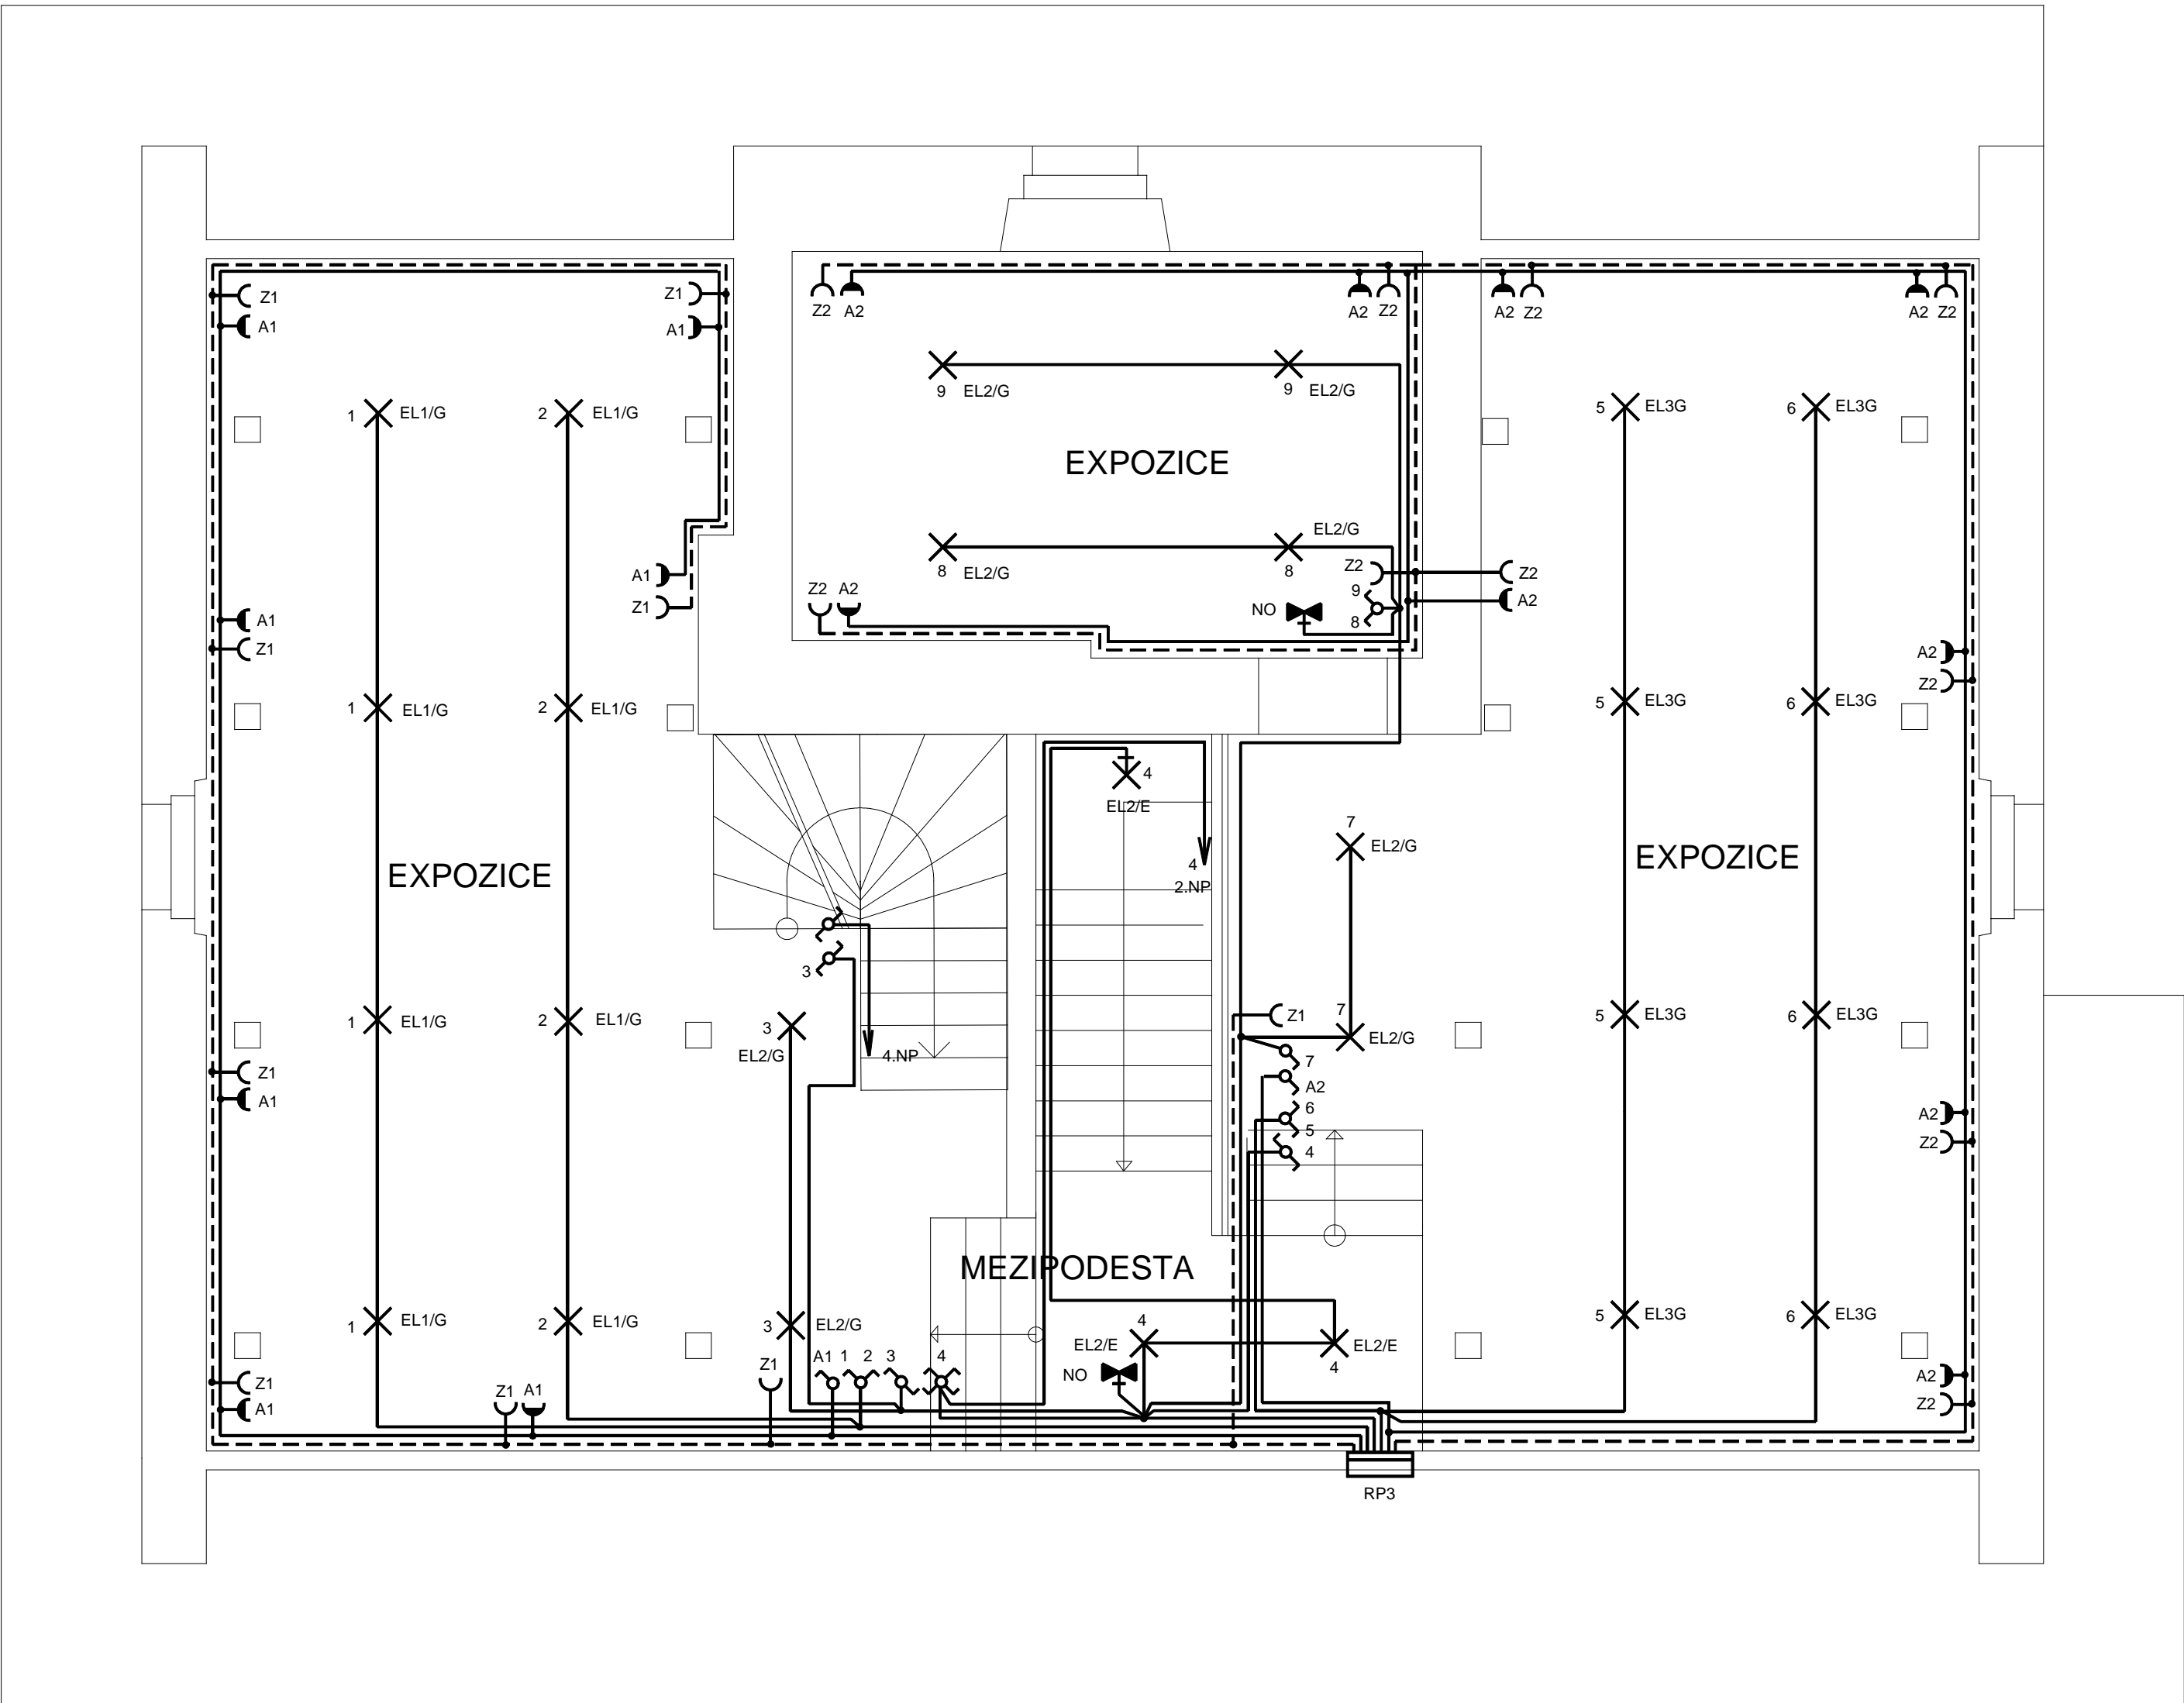 Z1
A1
Z1
A1
Z2
A2
A2
Z2
A2
Z2
A2
Z2
9
EL2/G
9
EL2/G
1
EL1/G
2
EL1/G
5
EL3G
6
EL3G
EXPOZICE
EL2/G
8
EL2/G
8
Z2
9
8
NO
Z2
A2
Z2
A2
A1
Z1
A1
Z1
A2
Z2
1
EL1/G
2
EL1/G
5
EL3G
6
EL3G
4
EL2/E
4
2.NP
7
EL2/G
EXPOZICE
EXPOZICE
3
4.NP
1
EL1/G
2
EL1/G
3
EL2/G
Z1
7
EL2/G
7
A2
6
5
4
5
EL3G
6
EL3G
Z1
A1
A2
Z2
MEZIPODESTA
1
EL1/G
2
EL1/G
3
EL2/G
4
EL2/E
EL2/E
4
NO
5
EL3G
6
EL3G
Z1
A1
Z1
A1
Z1
A1
1
2
3
4
A2
Z2
RP3